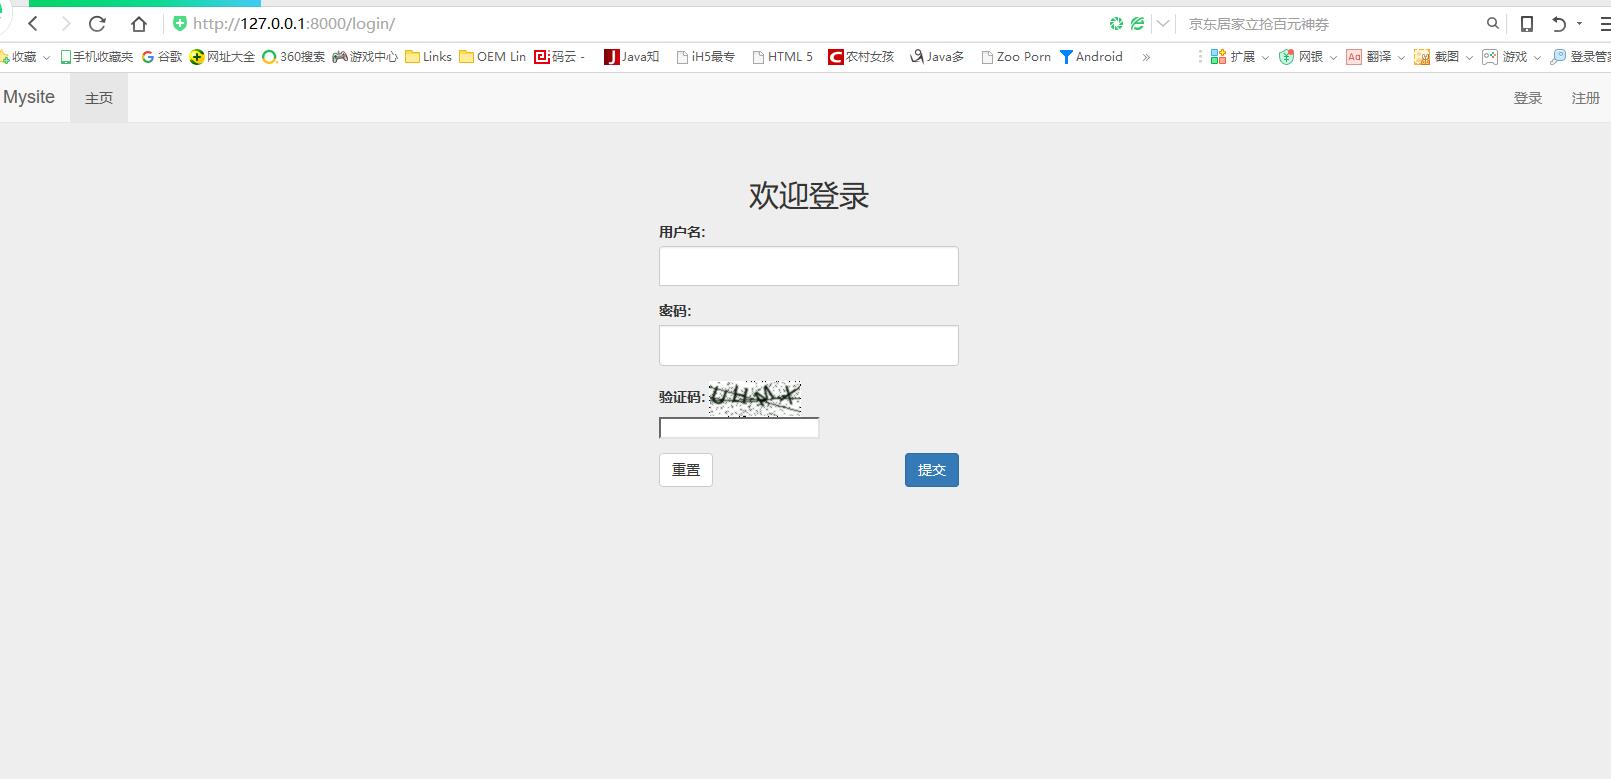 http://127.0.0.1:8000/login/ 京东居家立抢百元神券
收藏 手机收藏夹 谷歌 网址大全 360搜索 游戏中心 Links OEM Lin 码云 - Java知 iH5最专 HTML 5 农村女孩 Java多 Zoo Porn Android » 扩展 网银 Aa 翻译 截图 游戏 登录管家
Mysite 主页 登录 注册
欢迎登录
用户名:
密码:
验证码: UHMX
重置 提交